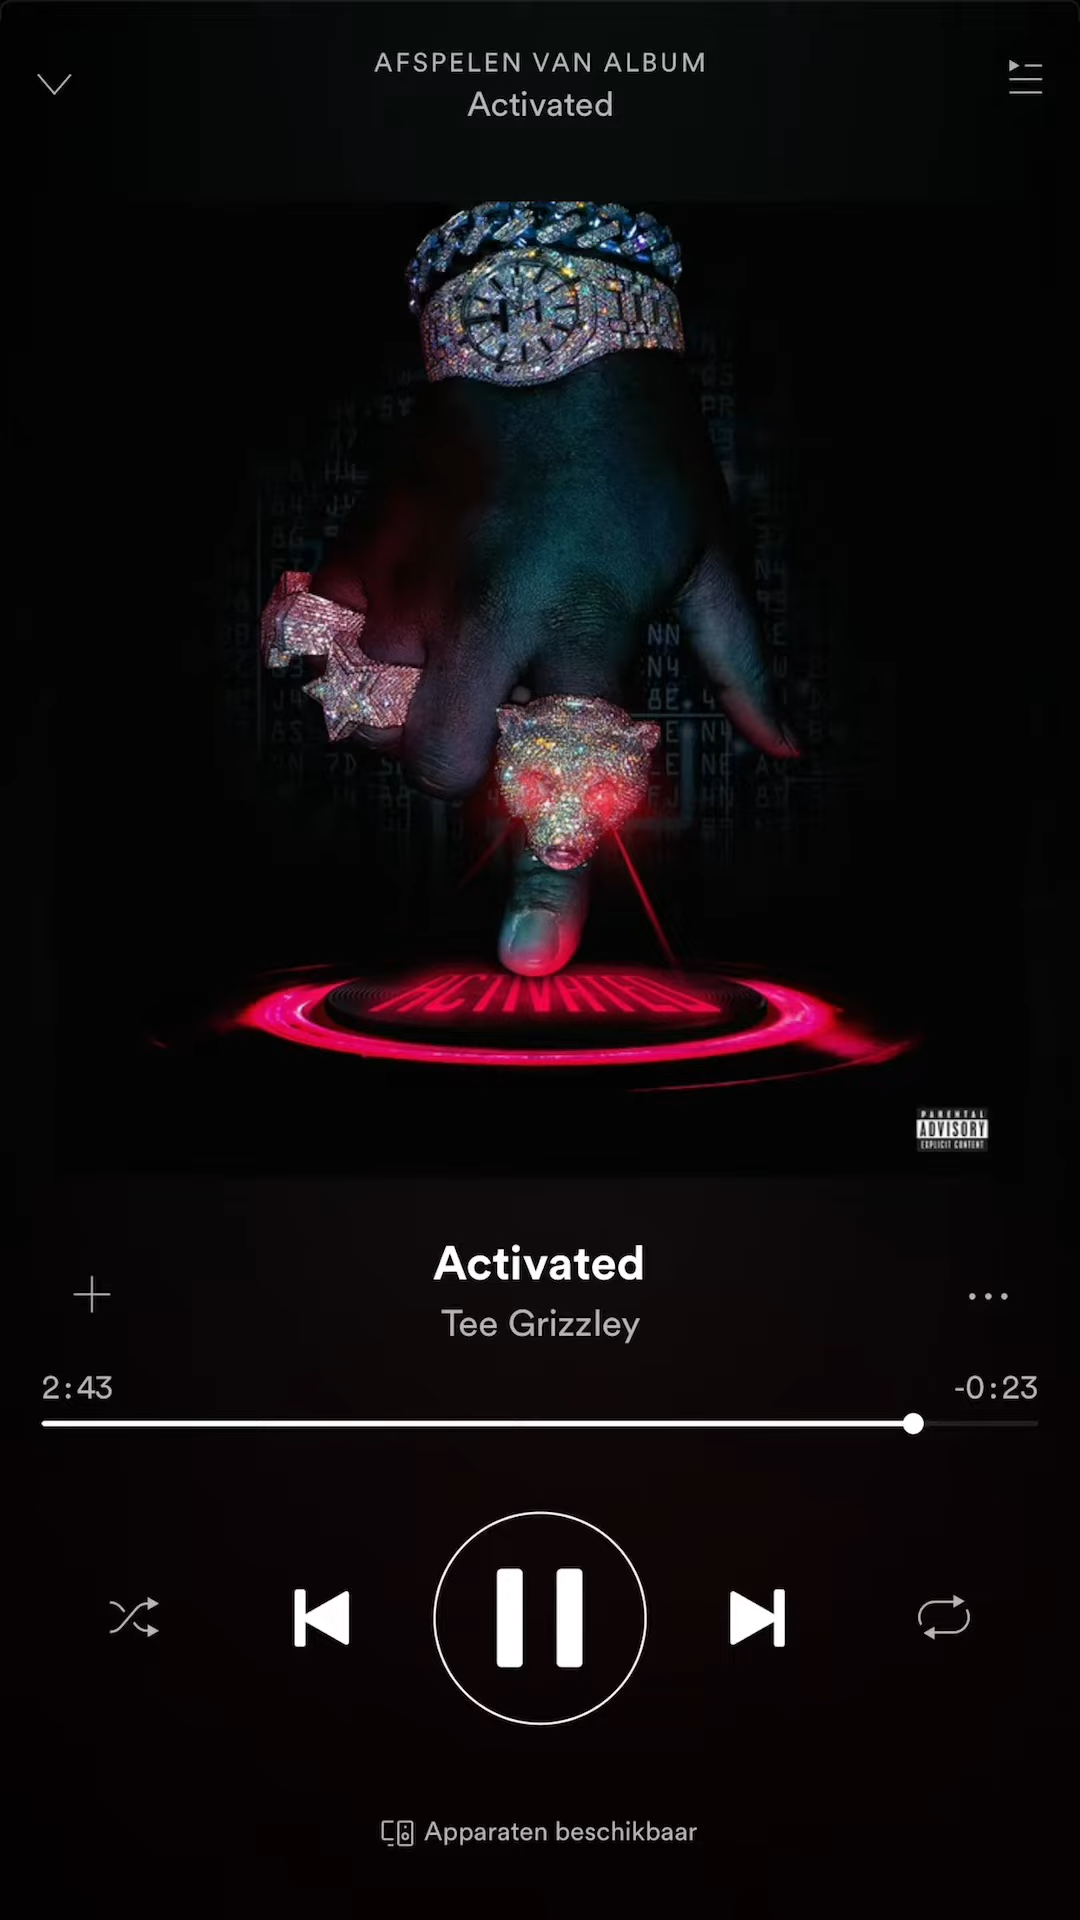 AFSPELEN VAN ALBUM
Activated
ACTIVATED
PARENTAL
ADVISORY
EXPLICIT CONTENT
Activated
Tee Grizzley
2:43
-0:23
Apparaten beschikbaar